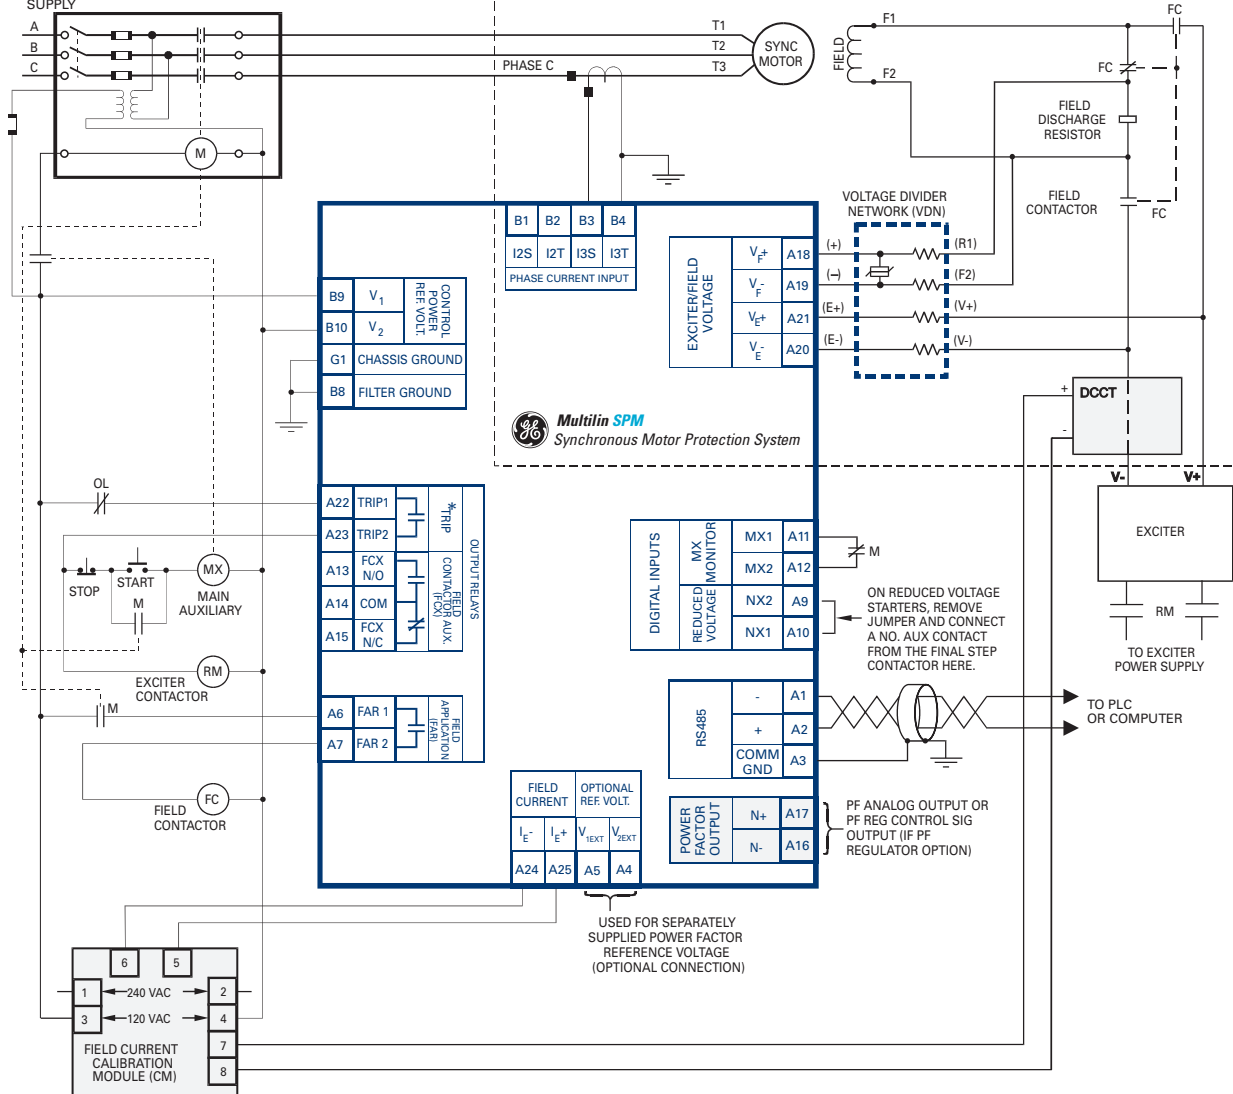 SUPPLY
A
B
C
M
PHASE C
T1
T2
T3
SYNC
MOTOR
FIELD
F1
F2
FC
FC
FIELD
DISCHARGE
RESISTOR
FIELD
CONTACTOR
FC
VOLTAGE DIVIDER
NETWORK (VDN)
(+)
(–)
(E+)
(E-)
(R1)
(F2)
(V+)
(V-)
B1 B2 B3 B4
I2S I2T I3S I3T
PHASE CURRENT INPUT
EXCITER/FIELD
VOLTAGE
VF+ A18
VF- A19
VE+ A21
VE- A20
B9 V1
B10 V2
CONTROL
POWER
REF. VOLT.
G1 CHASSIS GROUND
B8 FILTER GROUND
Multilin SPM
Synchronous Motor Protection System
+ DCCT
-
V- V+
EXCITER
RM
TO EXCITER
POWER SUPPLY
OL
STOP
START
M
MX
MAIN
AUXILIARY
RM
EXCITER
CONTACTOR
M
FC
FIELD
CONTACTOR
A22 TRIP1
A23 TRIP2
*TRIP
A13 FCX
N/O
A14 COM
A15 FCX
N/C
FIELD
CONTACTOR AUX.
(FCX)
OUTPUT RELAYS
A6 FAR 1
A7 FAR 2
FIELD
APPLICATION
(FAR)
DIGITAL INPUTS
MX
MONITOR
MX1 A11
MX2 A12
REDUCED
VOLTAGE
NX2 A9
NX1 A10
M
ON REDUCED VOLTAGE
STARTERS, REMOVE
JUMPER AND CONNECT
A NO. AUX CONTACT
FROM THE FINAL STEP
CONTACTOR HERE.
RS485
- A1
+ A2
COMM
GND A3
TO PLC
OR COMPUTER
POWER
FACTOR
OUTPUT
N+ A17
N- A16
PF ANALOG OUTPUT OR
PF REG CONTROL SIG
OUTPUT (IF PF
REGULATOR OPTION)
FIELD
CURRENT
OPTIONAL
REF. VOLT.
IE- IE+ V1EXT V2EXT
A24 A25 A5 A4
USED FOR SEPARATELY
SUPPLIED POWER FACTOR
REFERENCE VOLTAGE
(OPTIONAL CONNECTION)
6 5
1 240 VAC 2
3 120 VAC 4
7
8
FIELD CURRENT
CALIBRATION
MODULE (CM)